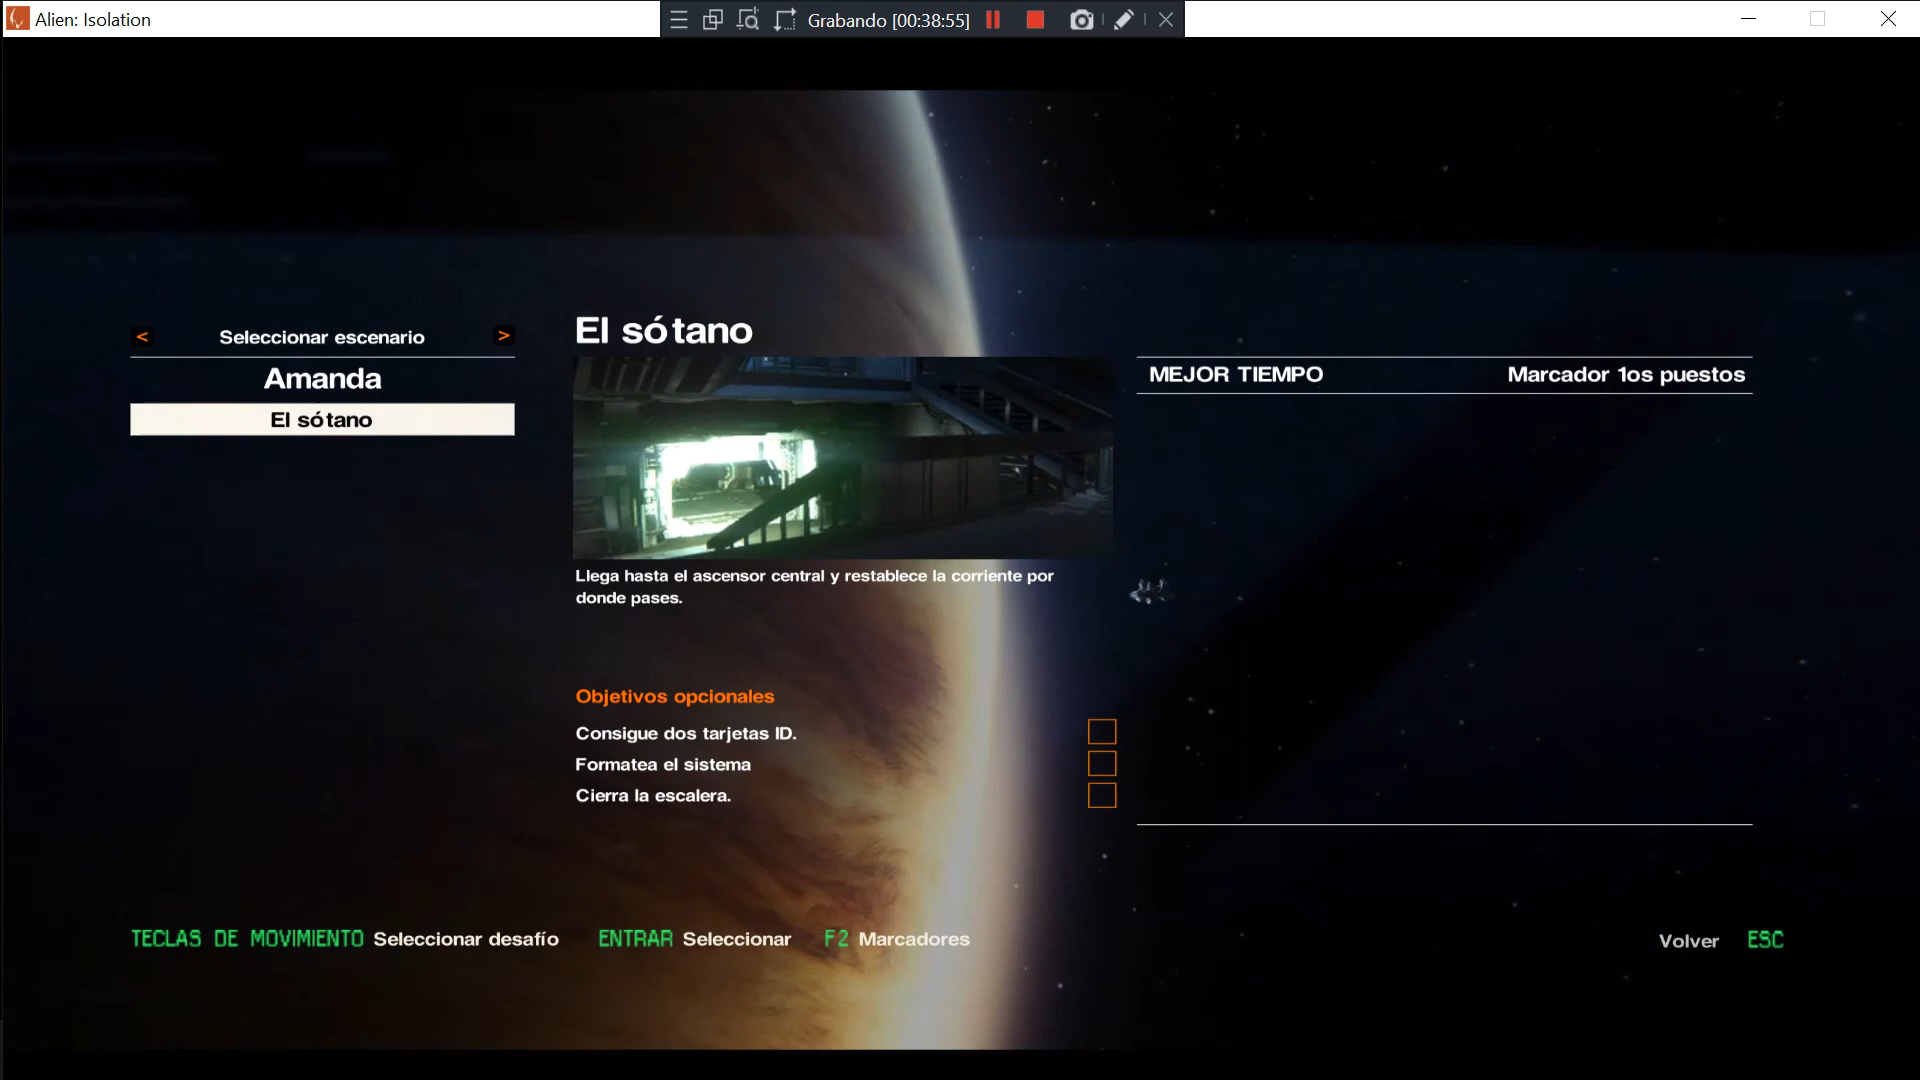 Alien: Isolation
Grabando [00:38:55]
< Seleccionar escenario >
Amanda
El sótano
El sótano
Llega hasta el ascensor central y restablece la corriente por
donde pases.
Objetivos opcionales
Consigue dos tarjetas ID.
Formatea el sistema
Cierra la escalera.
MEJOR TIEMPO Marcador 1os puestos
TECLAS DE MOVIMIENTO Seleccionar desafío ENTRAR Seleccionar F2 Marcadores
Volver ESC